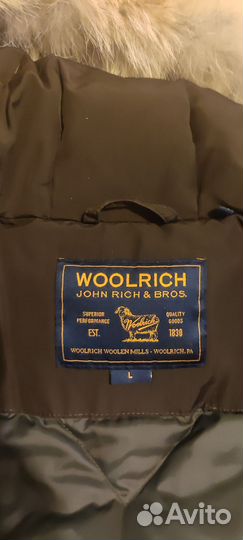 WOOLRICH
JOHN RICH & BROS.
SUPERIOR PERFORMANCE
QUALITY GOODS
Woolrich
EST. 1830
WOOLRICH WOOLEN MILLS - WOOLRICH, PA
L
Avito